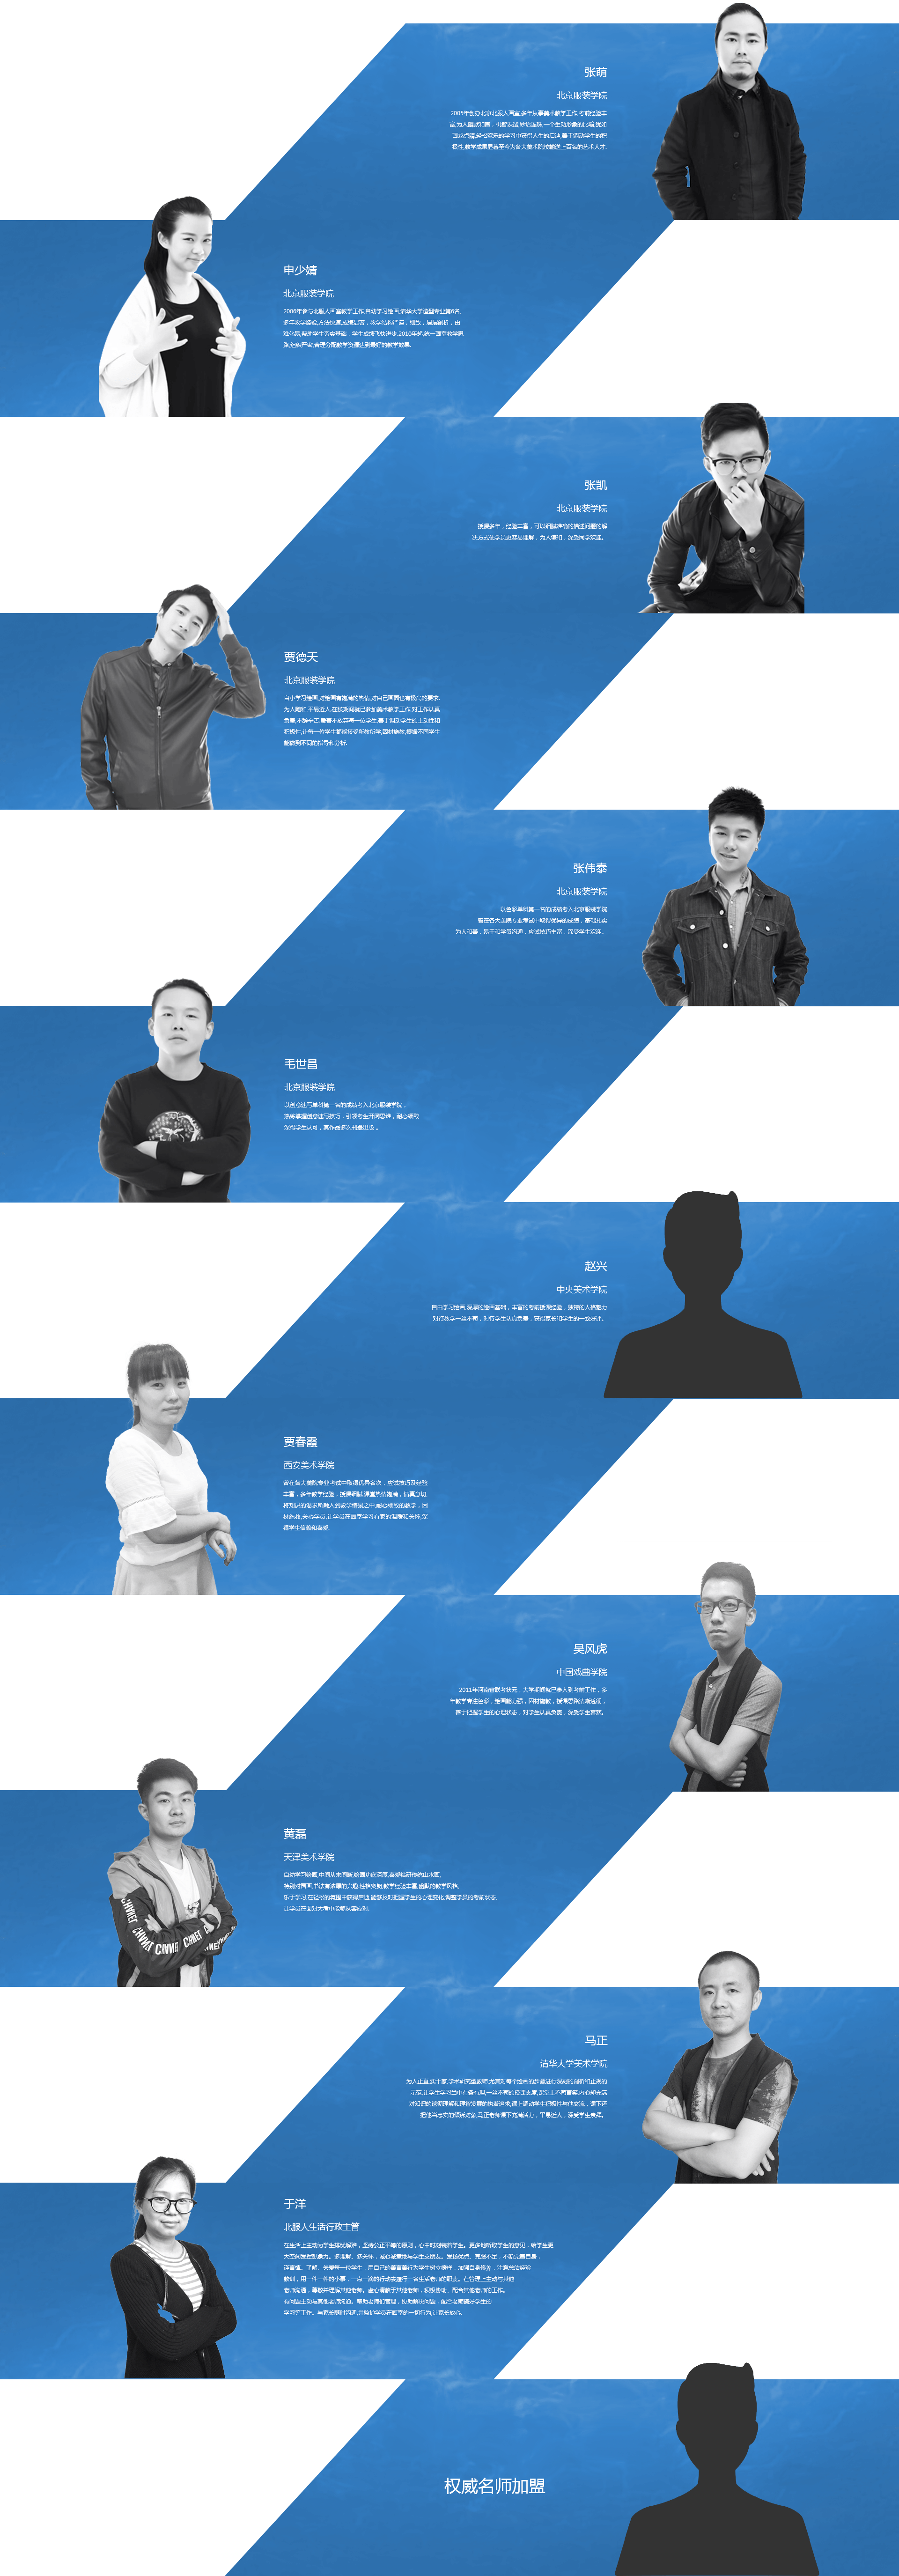 张萌
北京服装学院
2005年创办北京北服人画室,多年从事美术教学工作,考前经验丰
富,为人幽默和善，机智诙谐,妙语连珠,一个生动形象的比喻,犹如
画龙点睛,轻松欢乐的学习中获得人生的启迪,善于调动学生的积
极性,教学成果显著至今为各大美术院校输送上百名的艺术人才.
申少婧
北京服装学院
2006年参与北服人画室教学工作,自幼学习绘画,清华大学造型专业第6名,
多年教学经验,方法快速,成绩显著，教学结构严谨，细致，层层剖析，由
难化易,帮助学生夯实基础，学生成绩飞快进步.2010年起,统一画室教学思
路,组织严密,合理分配教学资源达到最好的教学效果.
张凯
北京服装学院
授课多年，经验丰富，可以细腻准确的描述问题的解
决方式使学员更容易理解，为人谦和，深受同学欢迎。
贾德天
北京服装学院
自小学习绘画,对绘画有饱满的热情,对自己画面也有极度的要求.
为人随和,平易近人.在校期间就已参加美术教学工作,对工作认真
负责,不辞辛苦.秉着不放弃每一位学生,善于调动学生的主动性和
积极性,让每一位学生都能接受所教所学,因材施教,根据不同学生
能做到不同的指导和分析.
张伟泰
北京服装学院
以色彩单科第一名的成绩考入北京服装学院
曾在各大美院专业考试中取得优异的成绩，基础扎实
为人和善，易于和学员沟通，应试技巧丰富，深受学生欢迎。
毛世昌
北京服装学院
以创意速写单科第一名的成绩考入北京服装学院，
熟练掌握创意速写技巧，引领考生开阔思维，耐心细致
深得学生认可，其作品多次刊登出版 。
赵兴
中央美术学院
自由学习绘画,深厚的绘画基础，丰富的考前授课经验，独特的人格魅力
对待教学一丝不苟，对待学生认真负责，获得家长和学生的一致好评。
贾春霞
西安美术学院
曾在各大美院专业考试中取得优异名次，应试技巧及经验
丰富，多年教学经验，授课细腻,课堂热情饱满，情真意切,
将知识的渴求所融入到教学情景之中,耐心细致的教学，因
材施教,关心学员,让学员在画室学习有家的温暖和关怀,深
得学生信赖和喜爱.
吴风虎
中国戏曲学院
2011年河南省联考状元，大学期间就已参入到考前工作，多
年教学专注色彩，绘画能力强，因材施教，授课思路清晰透彻，
善于把握学生的心理状态，对学生认真负责，深受学生喜欢。
黄磊
天津美术学院
自幼学习绘画,中间从未间断,绘画功底深厚.喜爱钻研传统山水画,
特别对国画,书法有浓厚的兴趣.性格爽朗,教学经验丰富,幽默的教学风格,
乐于学习,在轻松的氛围中获得启迪,能够及时把握学生的心理变化,调整学员的考前状态,
让学员在面对大考中能够从容应对.
马正
清华大学美术学院
为人正直,实干家,学术研究型教师,尤其对每个绘画的步骤进行深刻的剖析和正规的
示范,让学生学习当中有条有理,一丝不苟的授课态度,课堂上不苟言笑,内心却充满
对知识的追彻理解和理智发展的执着追求,课上调动学生积极性与他交流，课下还
把他当忠实的倾诉对象,马正老师课下充满活力，平易近人，深受学生崇拜。
于洋
北服人生活行政主管
在生活上主动为学生排忧解难，坚持公正平等的原则，心中时刻装着学生。更多地听取学生的意见，给学生更
大空间发挥想象力。多理解、多关怀，诚心诚意地与学生交朋友。发扬优点、克服不足，不断完善自身，
谨言慎。了解、关爱每一位学生，用自己的善言善行为学生树立榜样，加强自身修养，注意总结经验
教训，用一件一件的小事，一点一滴的行动去履行一名生活老师的职责。在管理上主动与其他
老师沟通，尊敬并理解其他老师。虚心请教于其他老师，积极协助、配合其他老师的工作。
有问题主动与其他老师沟通。帮助老师们管理，协助解决问题，配合老师搞好学生的
学习等工作。与家长随时沟通,并监护学员在画室的一切行为,让家长放心.
权威名师加盟